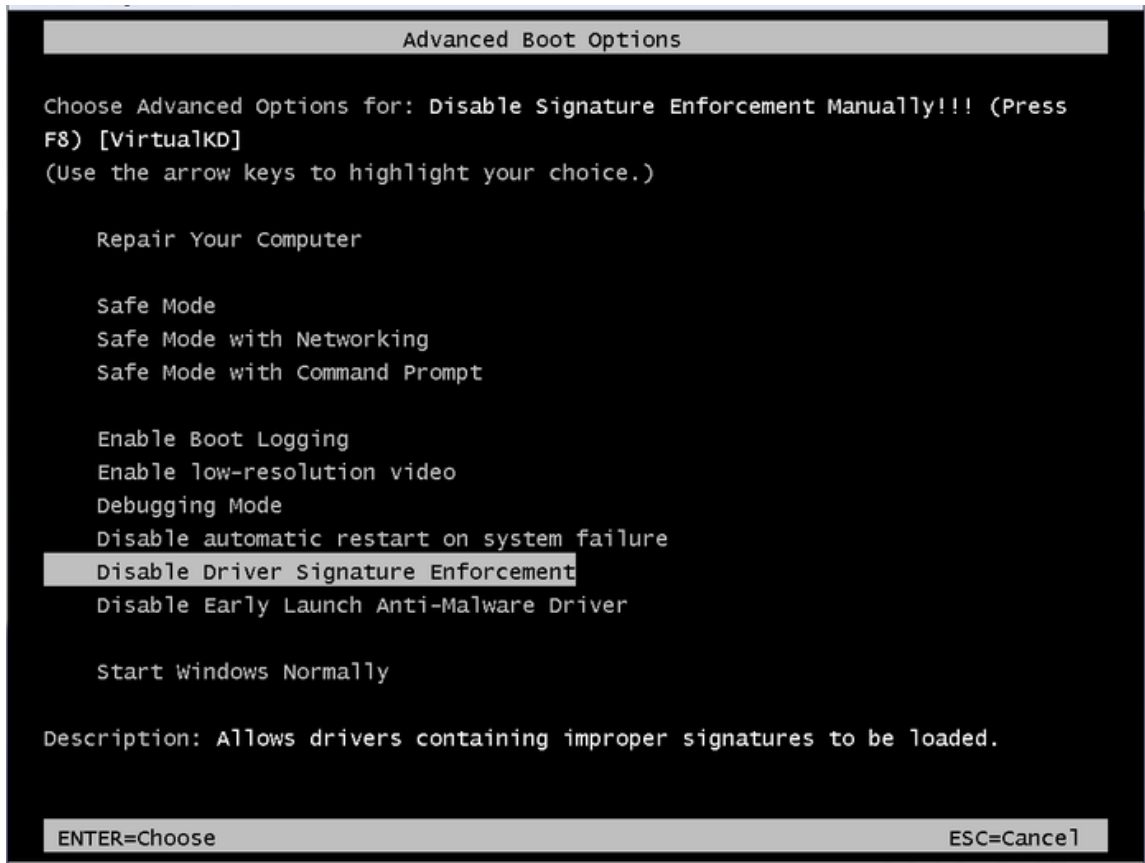 Advanced Boot Options
Choose Advanced Options for: Disable Signature Enforcement Manually!!! (Press
F8) [VirtualKD]
(Use the arrow keys to highlight your choice.)
Repair Your Computer
Safe Mode
Safe Mode with Networking
Safe Mode with Command Prompt
Enable Boot Logging
Enable low-resolution video
Debugging Mode
Disable automatic restart on system failure
Disable Driver Signature Enforcement
Disable Early Launch Anti-Malware Driver
Start Windows Normally
Description: Allows drivers containing improper signatures to be loaded.
ENTER=Choose ESC=Cancel